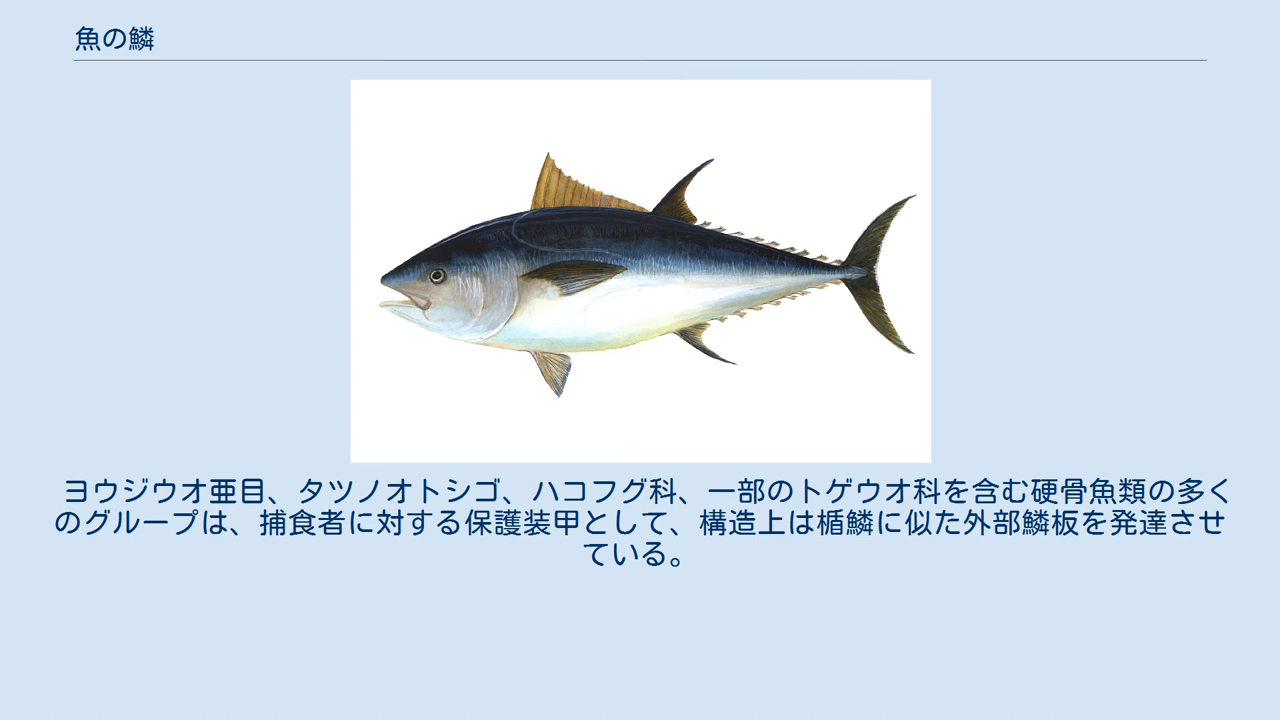 魚の鱗
ヨウジウオ亜目、タツノオトシゴ、ハコフグ科、一部のトゲウオ科を含む硬骨魚類の多く
のグループは、捕食者に対する保護装甲として、構造上は楯鱗に似た外部鱗板を発達させ
ている。